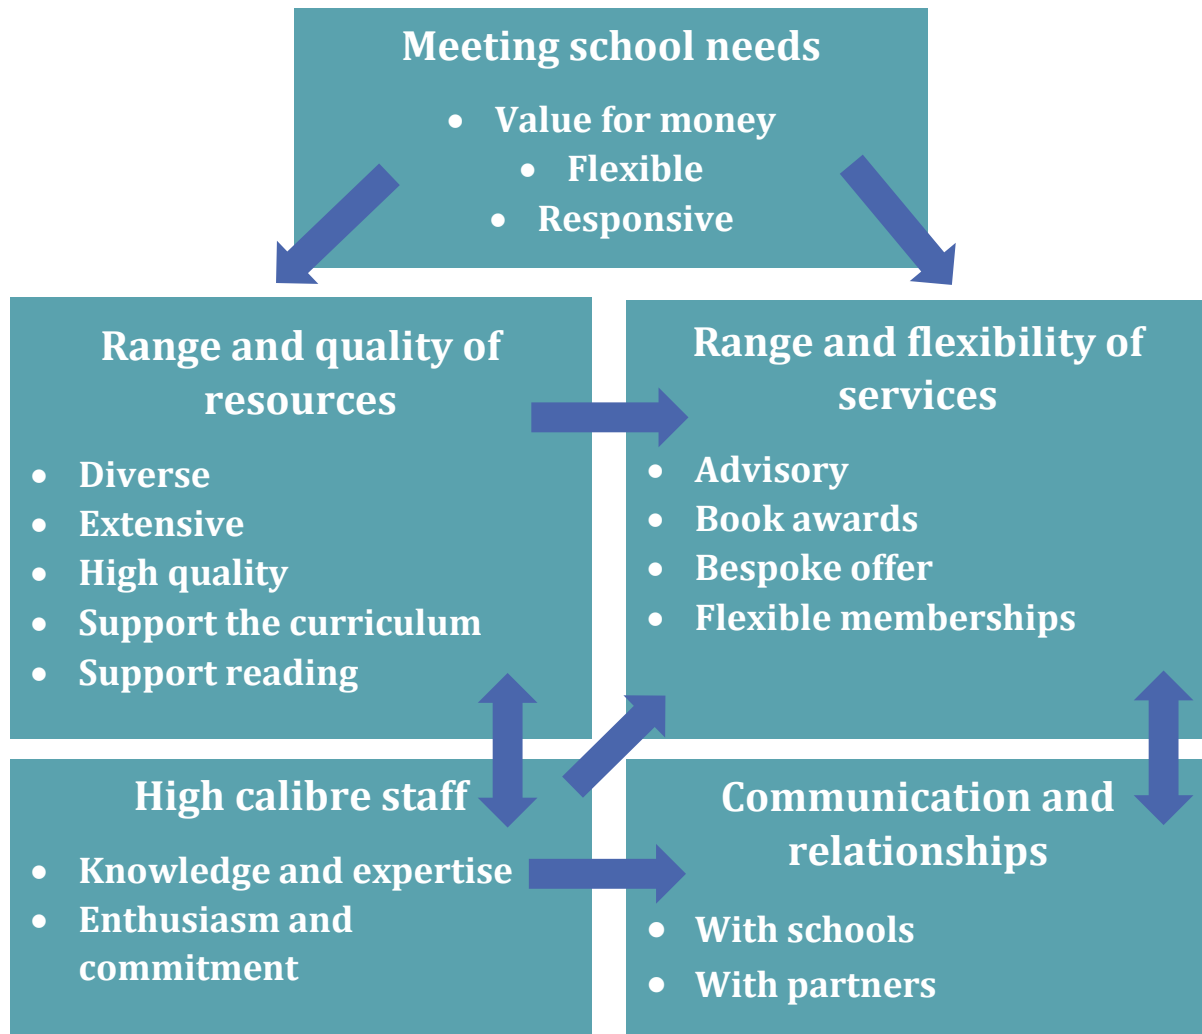 Meeting school needs
• Value for money
• Flexible
• Responsive
Range and quality of
resources
• Diverse
• Extensive
• High quality
• Support the curriculum
• Support reading
Range and flexibility of
services
• Advisory
• Book awards
• Bespoke offer
• Flexible memberships
High calibre staff
• Knowledge and expertise
• Enthusiasm and
commitment
Communication and
relationships
• With schools
• With partners